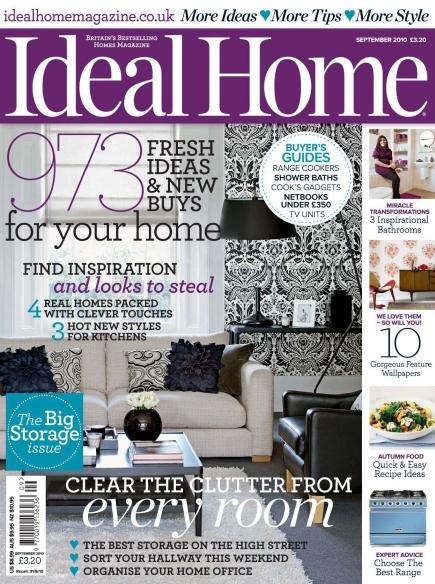 idealhomemagazine.co.uk More Ideas ♥ More Tips ♥ More Style
BRITAIN'S BESTSELLING
HOMES MAGAZINE
SEPTEMBER 2010 £3.20
Ideal Home
973 FRESH
IDEAS
& NEW
BUYS
for your home
FIND INSPIRATION
and looks to steal
4 REAL HOMES PACKED
WITH CLEVER TOUCHES
3 HOT NEW STYLES
FOR KITCHENS
BUYER'S
GUIDES
RANGE COOKERS
SHOWER BATHS
COOK'S GADGETS
NETBOOKS
UNDER £350
TV UNITS
MIRACLE
TRANSFORMATIONS
3 Inspirational
Bathrooms
WE LOVE THEM
– SO WILL YOU!
10
Gorgeous Feature
Wallpapers
AUTUMN FOOD
Quick & Easy
Recipe Ideas
EXPERT ADVICE
Choose The
Best Range
The Big
Storage
issue
CLEAR THE CLUTTER FROM
every room
♥ THE BEST STORAGE ON THE HIGH STREET
♥ SORT YOUR HALLWAY THIS WEEKEND
♥ ORGANISE YOUR HOME OFFICE
09>
9 770019 136256
SEPTEMBER 2010
£3.20